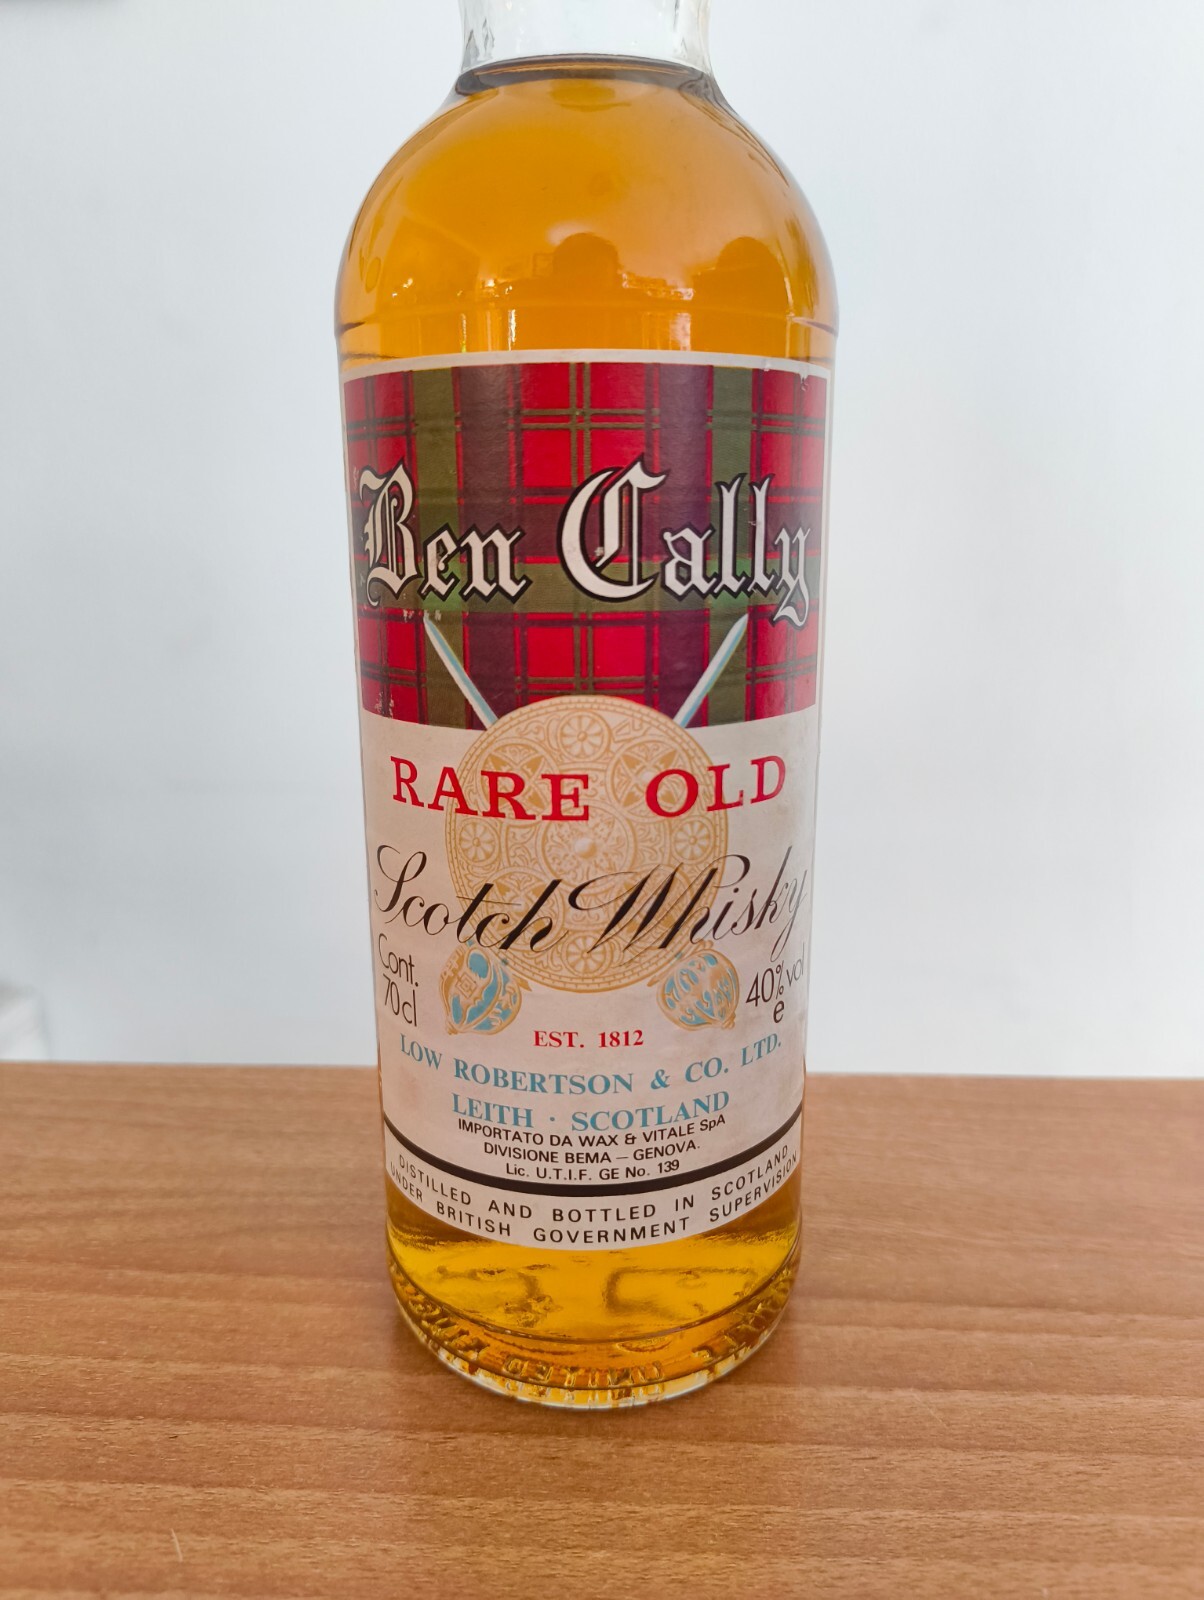 Ben Cally
RARE OLD
Scotch Whisky
Cont.
70cl
40% vol
e
EST. 1812
LOW ROBERTSON & CO. LTD.
LEITH · SCOTLAND
IMPORTATO DA WAX & VITALE SpA
DIVISIONE BEMA – GENOVA.
Lic. U.T.I.F. GE No. 139
DISTILLED AND BOTTLED IN SCOTLAND
UNDER BRITISH GOVERNMENT SUPERVISION